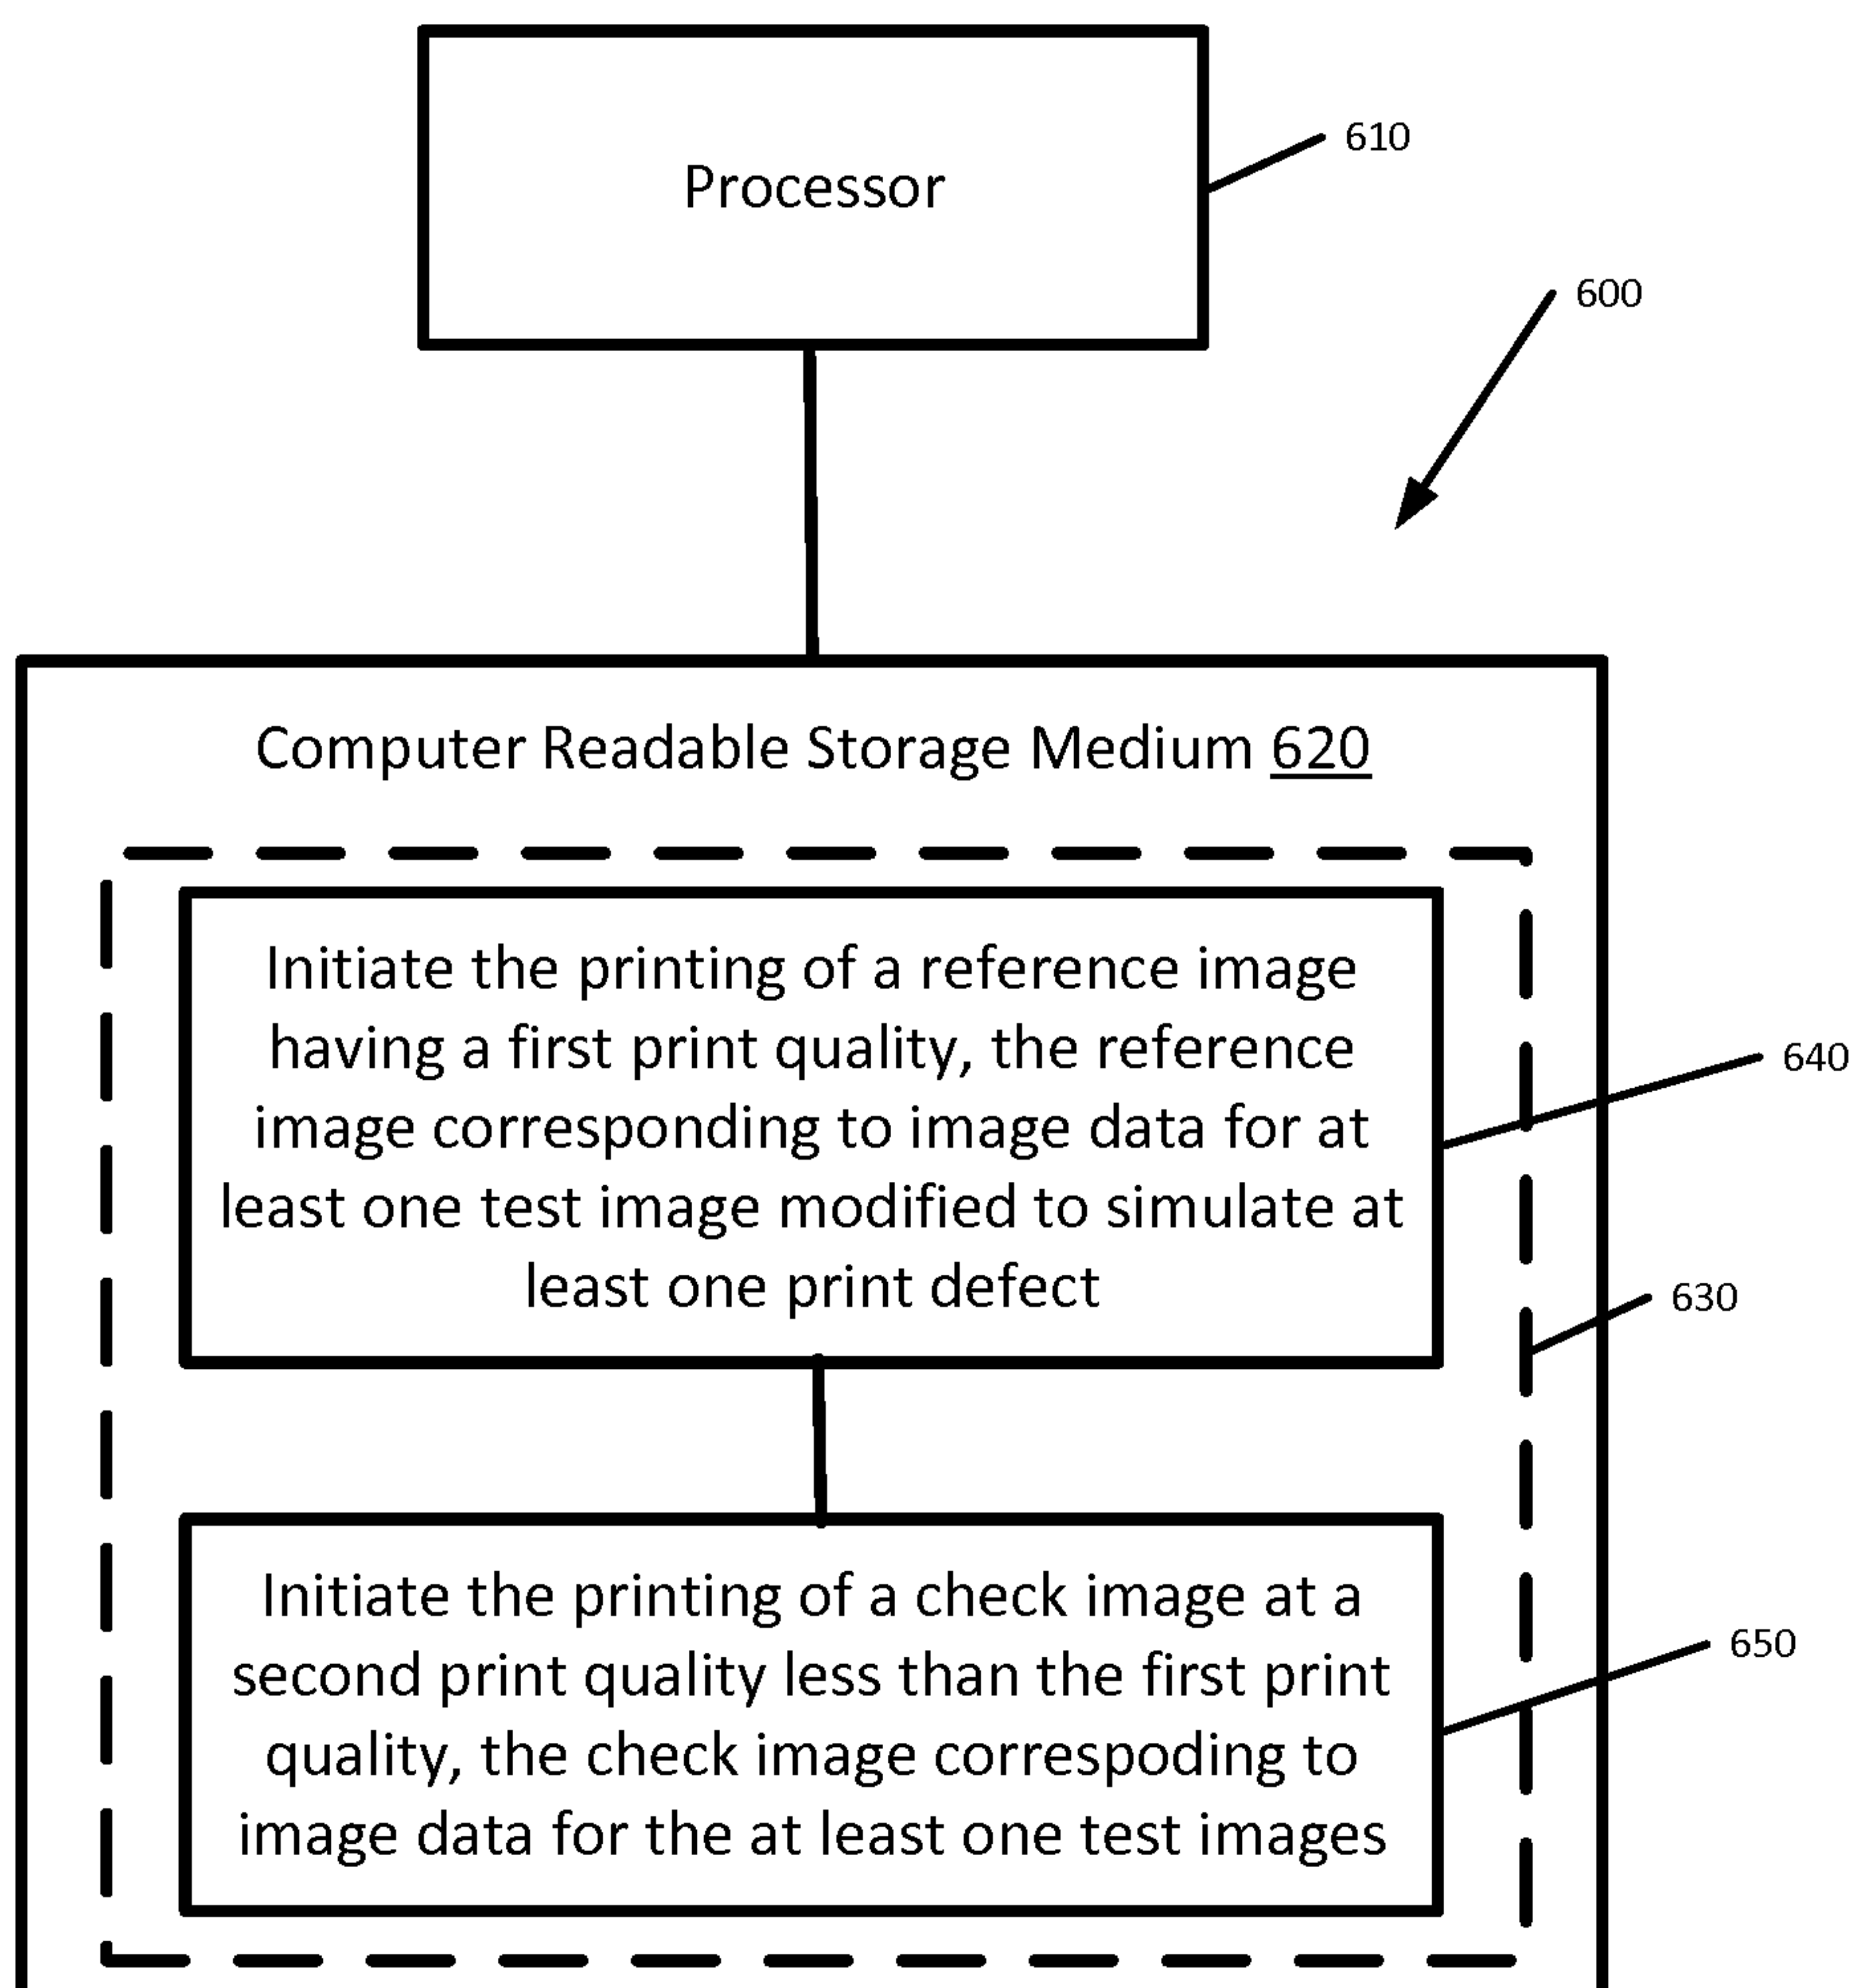 Processor
610
600
Computer Readable Storage Medium 620
Initiate the printing of a reference image
having a first print quality, the reference
image corresponding to image data for at
least one test image modified to simulate at
least one print defect
640
630
Initiate the printing of a check image at a
second print quality less than the first print
quality, the check image correspoding to
image data for the at least one test images
650